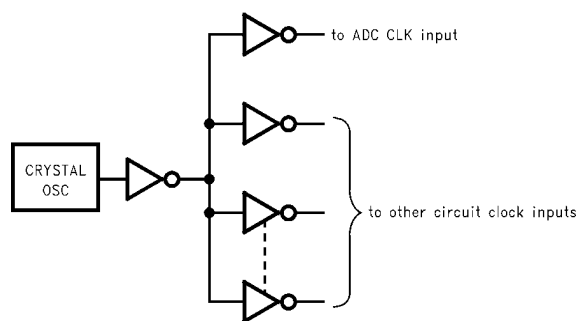 to ADC CLK input
CRYSTAL
OSC
to other circuit clock inputs